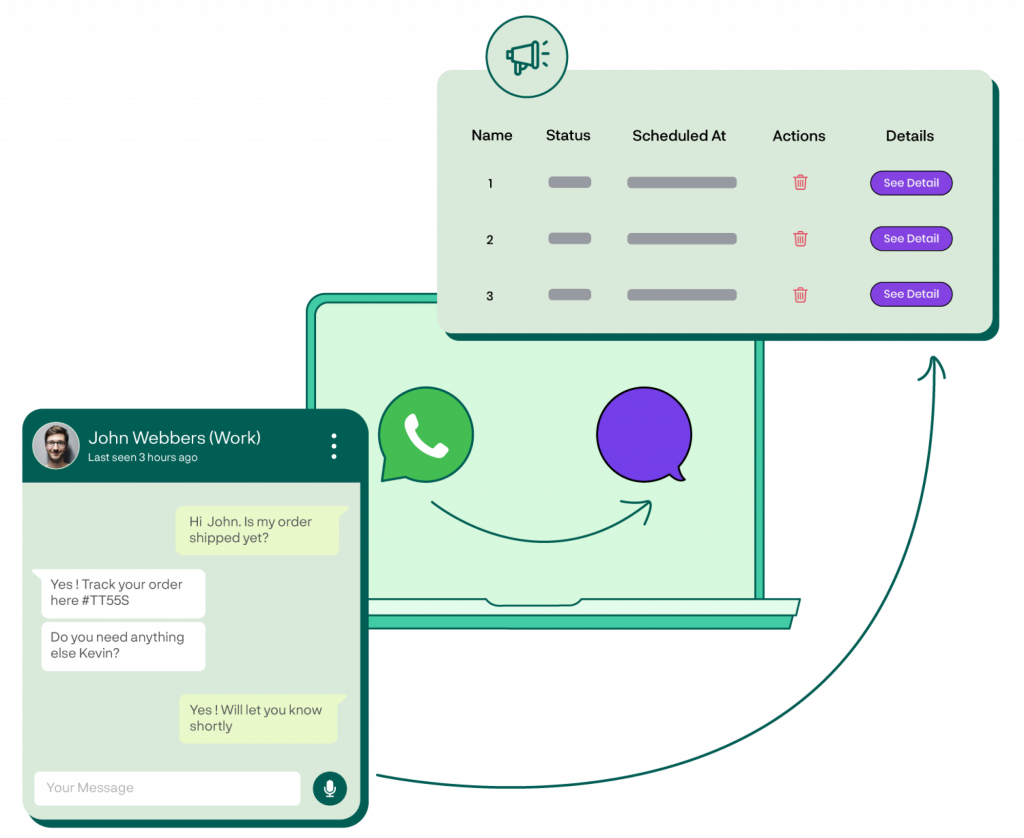 Name Status Scheduled At Actions Details
1 See Detail
2 See Detail
3 See Detail
John Webbers (Work)
Last seen 3 hours ago
Hi John. Is my order
shipped yet?
Yes ! Track your order
here #TT55S
Do you need anything
else Kevin?
Yes ! Will let you know
shortly
Your Message